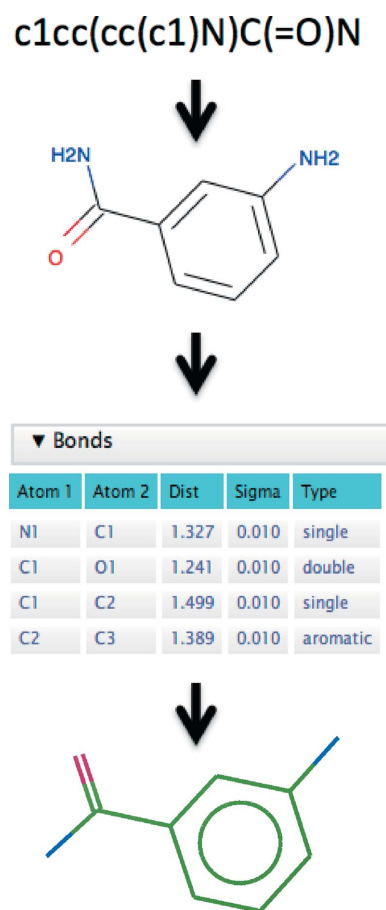 c1cc(cc(c1)N)C(=O)N
H2N
NH2
O
▼ Bonds
Atom 1 Atom 2 Dist Sigma Type
N1 C1 1.327 0.010 single
C1 O1 1.241 0.010 double
C1 C2 1.499 0.010 single
C2 C3 1.389 0.010 aromatic